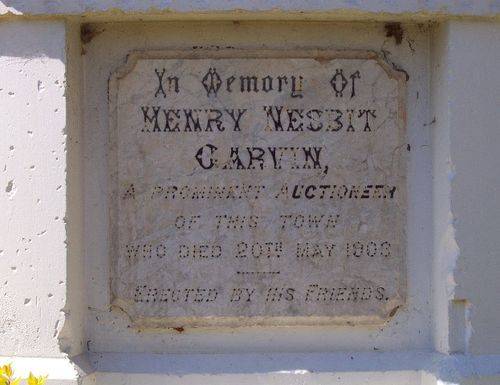 In Memory Of
HENRY NESBIT
GARVIN,
A PROMINENT AUCTIONEER
OF THIS TOWN
WHO DIED 20TH MAY 1903
ERECTED BY HIS FRIENDS.